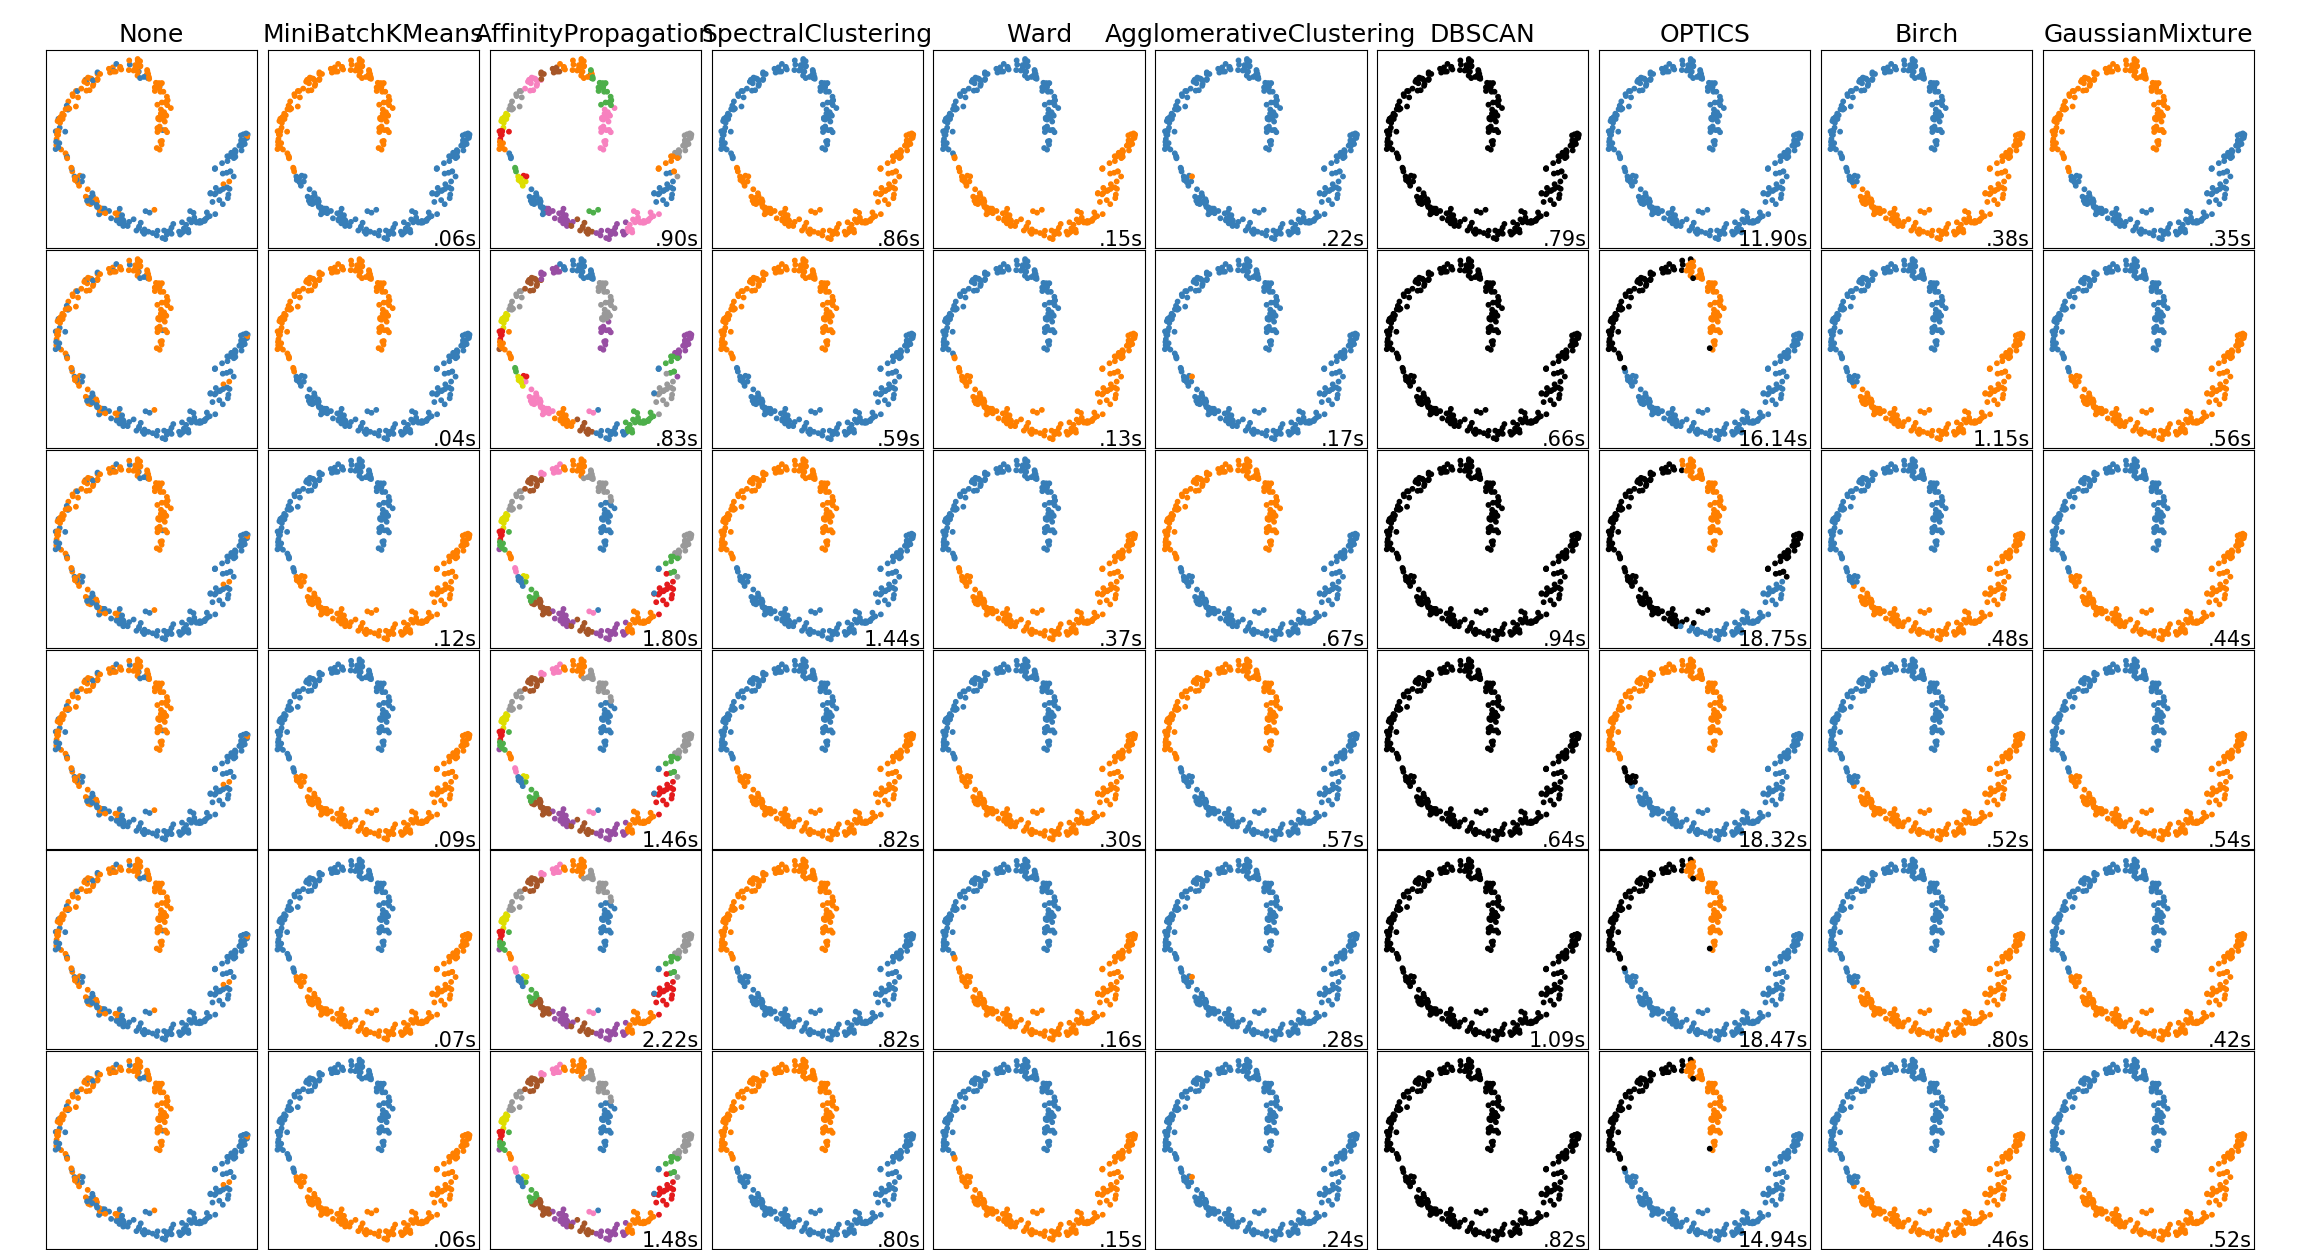 None MiniBatchKMeans AffinityPropagation SpectralClustering Ward AgglomerativeClustering DBSCAN OPTICS Birch GaussianMixture
.06s .90s .86s .15s .22s .79s 11.90s .38s .35s
.04s .83s .59s .13s .17s .66s 16.14s 1.15s .56s
.12s 1.80s 1.44s .37s .67s .94s 18.75s .48s .44s
.09s 1.46s .82s .30s .57s .64s 18.32s .52s .54s
.07s 2.22s .82s .16s .28s 1.09s 18.47s .80s .42s
.06s 1.48s .80s .15s .24s .82s 14.94s .46s .52s